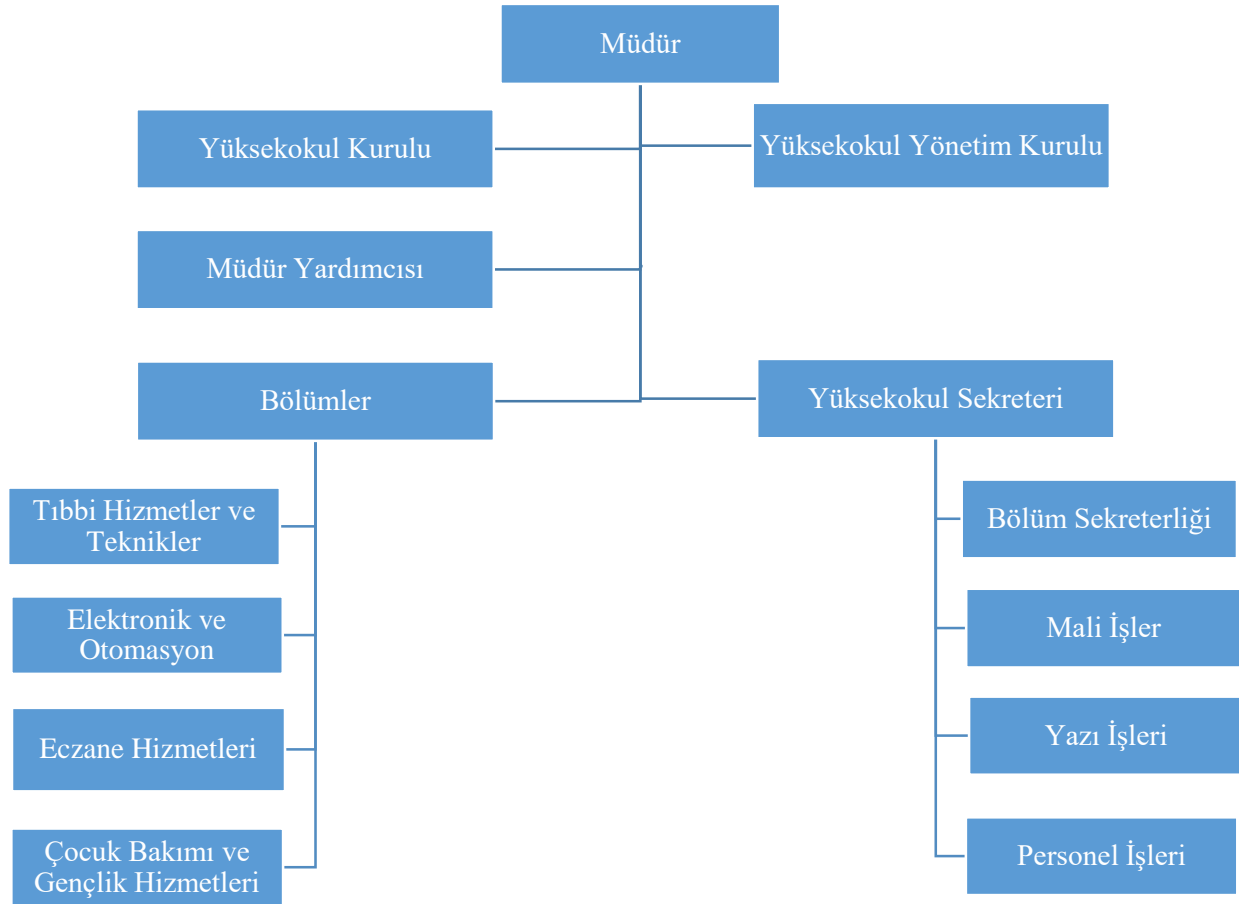 Müdür
Yüksekokul Kurulu
Yüksekokul Yönetim Kurulu
Müdür Yardımcısı
Bölümler
Yüksekokul Sekreteri
Tıbbi Hizmetler ve
Teknikler
Bölüm Sekreterliği
Elektronik ve
Otomasyon
Mali İşler
Eczane Hizmetleri
Yazı İşleri
Çocuk Bakımı ve
Gençlik Hizmetleri
Personel İşleri